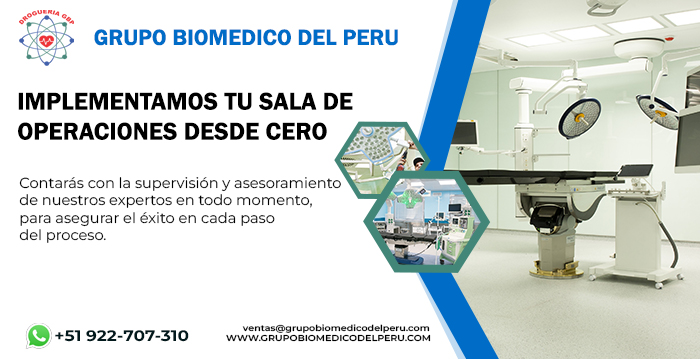 DROGUERIA GBP
GRUPO BIOMEDICO DEL PERU
IMPLEMENTAMOS TU SALA DE
OPERACIONES DESDE CERO
Contarás con la supervisión y asesoramiento
de nuestros expertos en todo momento,
para asegurar el éxito en cada paso
del proceso.
+51 922-707-310
ventas@grupobiomedicodelperu.com
WWW.GRUPOBIOMEDICODELPERU.COM